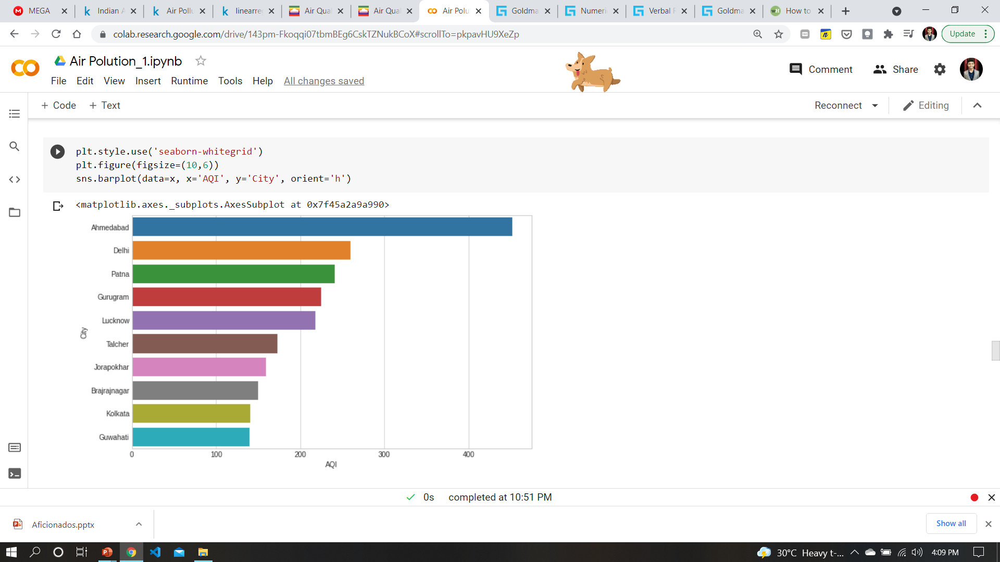 MEGA
Indian A
Air Pollu
linearre
Air Qual
Air Qual
Air Polu
Goldma
Numeri
Verbal R
Goldma
How to
colab.research.google.com/drive/143pm-Fkoqqi07tbmBEg6CskTZNukBCoX#scrollTo=pkpavHU9XeZp
Update
Air Polution_1.ipynb
Comment
Share
File Edit View Insert Runtime Tools Help All changes saved
+ Code + Text
Reconnect
Editing
plt.style.use('seaborn-whitegrid')
plt.figure(figsize=(10,6))
sns.barplot(data=x, x='AQI', y='City', orient='h')
<matplotlib.axes._subplots.AxesSubplot at 0x7f45a2a9a990>
Ahmedabad
Delhi
Patna
Gurugram
Lucknow
City
Talcher
Jorapokhar
Brajrajnagar
Kolkata
Guwahati
0 100 200 300 400
AQI
0s completed at 10:51 PM
Aficionados.pptx
Show all
30°C Heavy t-...
4:09 PM